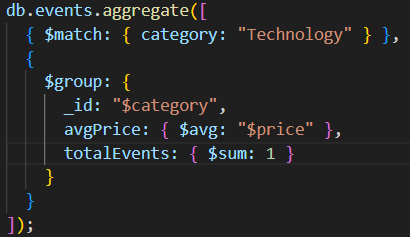 db.events.aggregate([
  { $match: { category: "Technology" } },
  {
    $group: {
      _id: "$category",
      avgPrice: { $avg: "$price" },
      totalEvents: { $sum: 1 }
    }
  }
]);